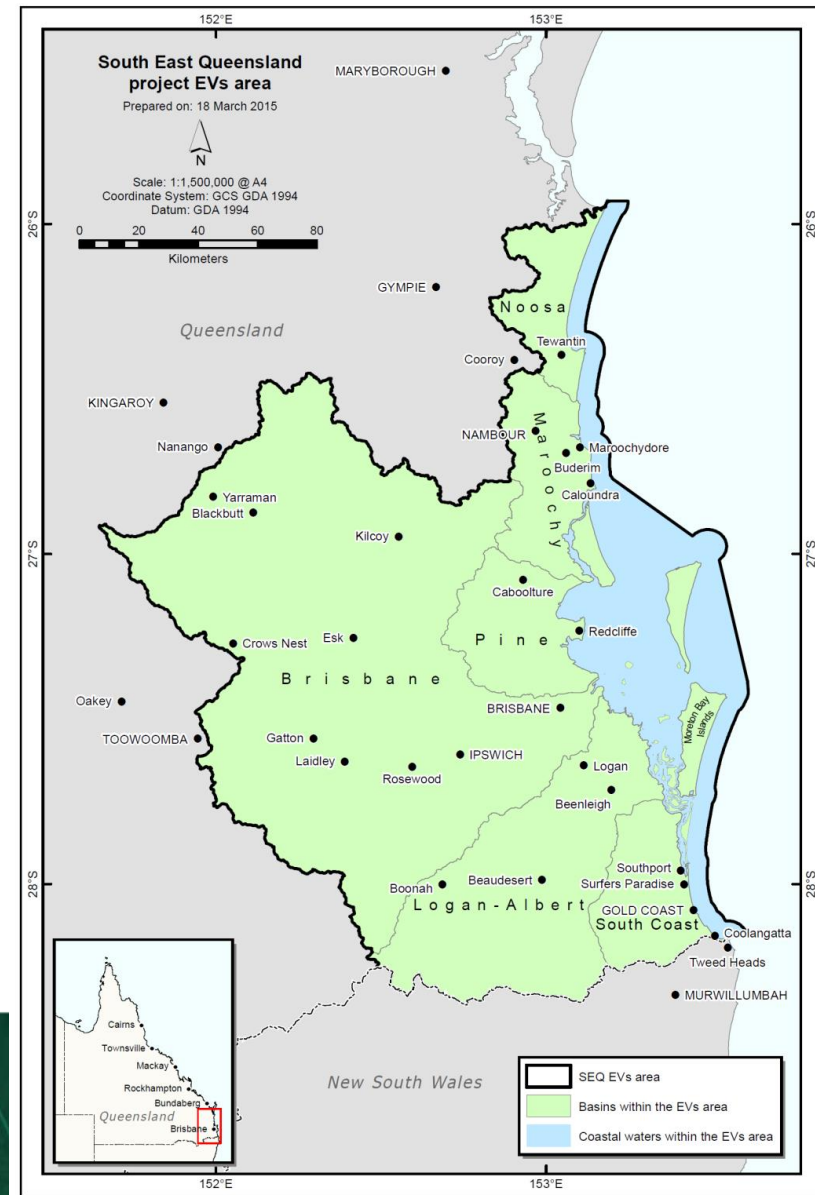 152°E
153°E
South East Queensland
project EVs area
Prepared on: 18 March 2015
N
Scale: 1:1,500,000 @ A4
Coordinate System: GCS GDA 1994
Datum: GDA 1994
0 20 40 60 80
Kilometers
MARYBOROUGH
26°S
26°S
GYMPIE
Noosa
Queensland
Tewantin
Cooroy
KINGAROY
NAMBOUR
Maroochy
Maroochydore
Nanango
Buderim
Caloundra
Yarraman
Blackbutt
Kilcoy
27°S
27°S
Caboolture
Redcliffe
Pine
Crows Nest
Esk
Brisbane
Oakey
BRISBANE
Moreton Bay
Islands
TOOWOOMBA
Gatton
IPSWICH
Laidley
Rosewood
Logan
Beenleigh
Southport
28°S
28°S
Boonah
Beaudesert
Surfers Paradise
Logan-Albert
GOLD COAST
South Coast
Coolangatta
Tweed Heads
MURWILLUMBAH
Cairns
Townsville
Mackay
Rockhampton
Bundaberg
Queensland
Brisbane
New South Wales
SEQ EVs area
Basins within the EVs area
Coastal waters within the EVs area
152°E
153°E